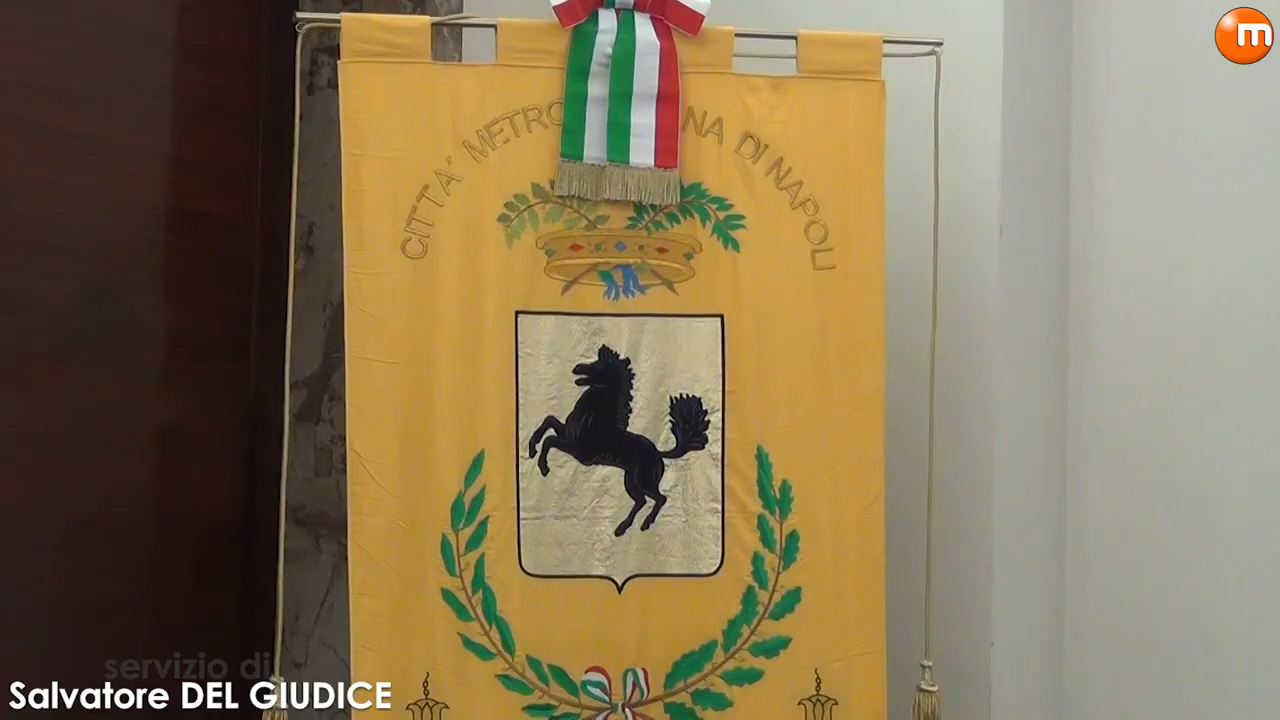 CITTA' METRO NA DI NAPOLI
m
servizio di
Salvatore DEL GIUDICE